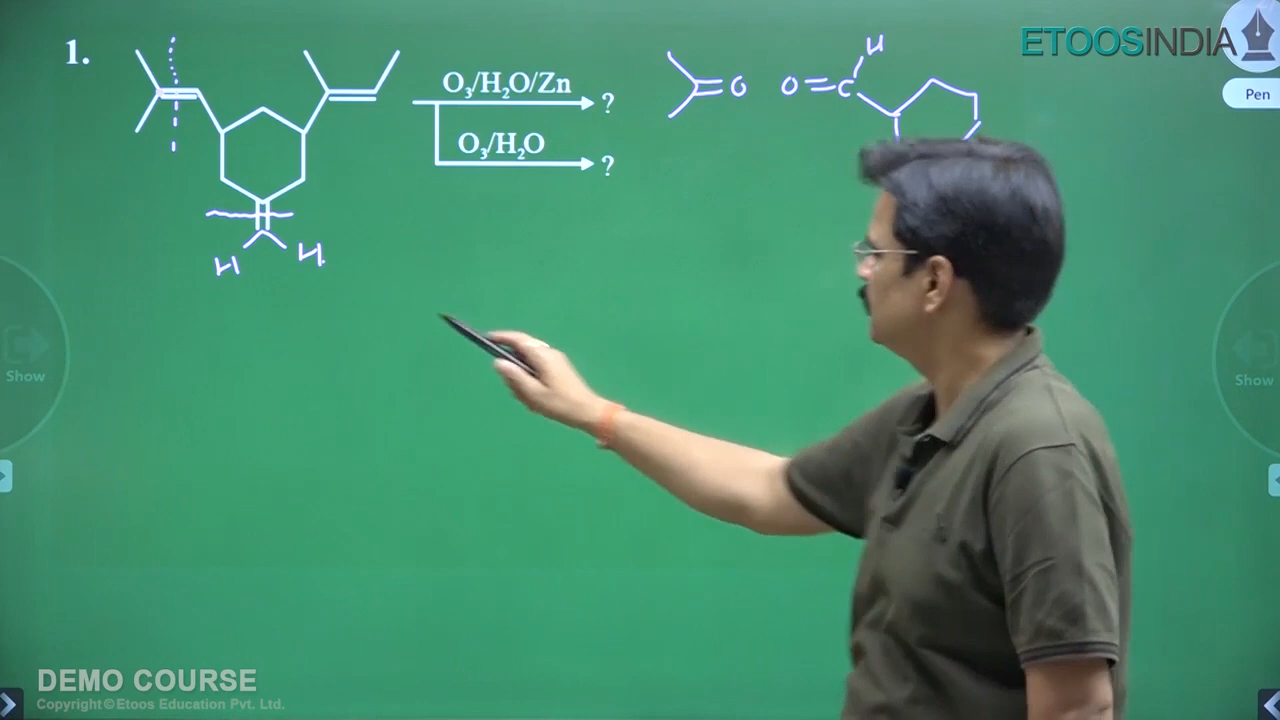 1.
O₃/H₂O/Zn
?
O₃/H₂O
?
H H
O O=C
H
ETOOSINDIA
Pen
Show
Show
DEMO COURSE
Copyright©Etoos Education Pvt. Ltd.